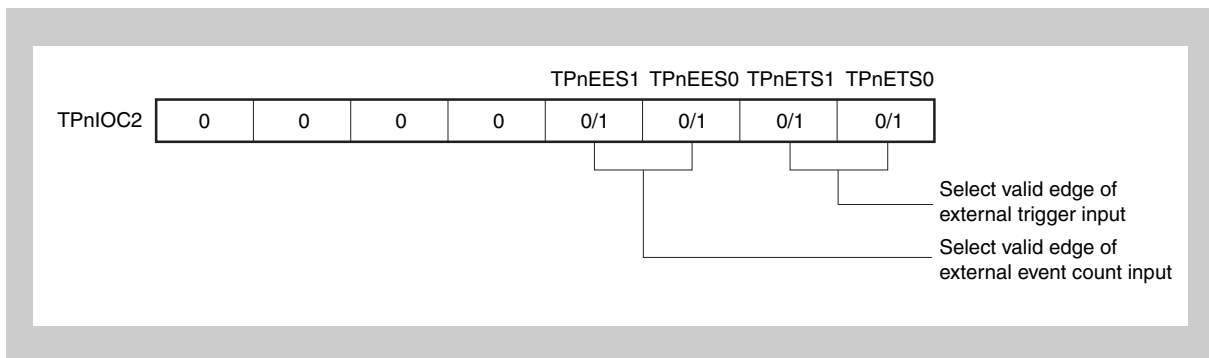 TPnEES1 TPnEES0 TPnETS1 TPnETS0
TPnIOC2 0 0 0 0 0/1 0/1 0/1 0/1
Select valid edge of
external trigger input
Select valid edge of
external event count input